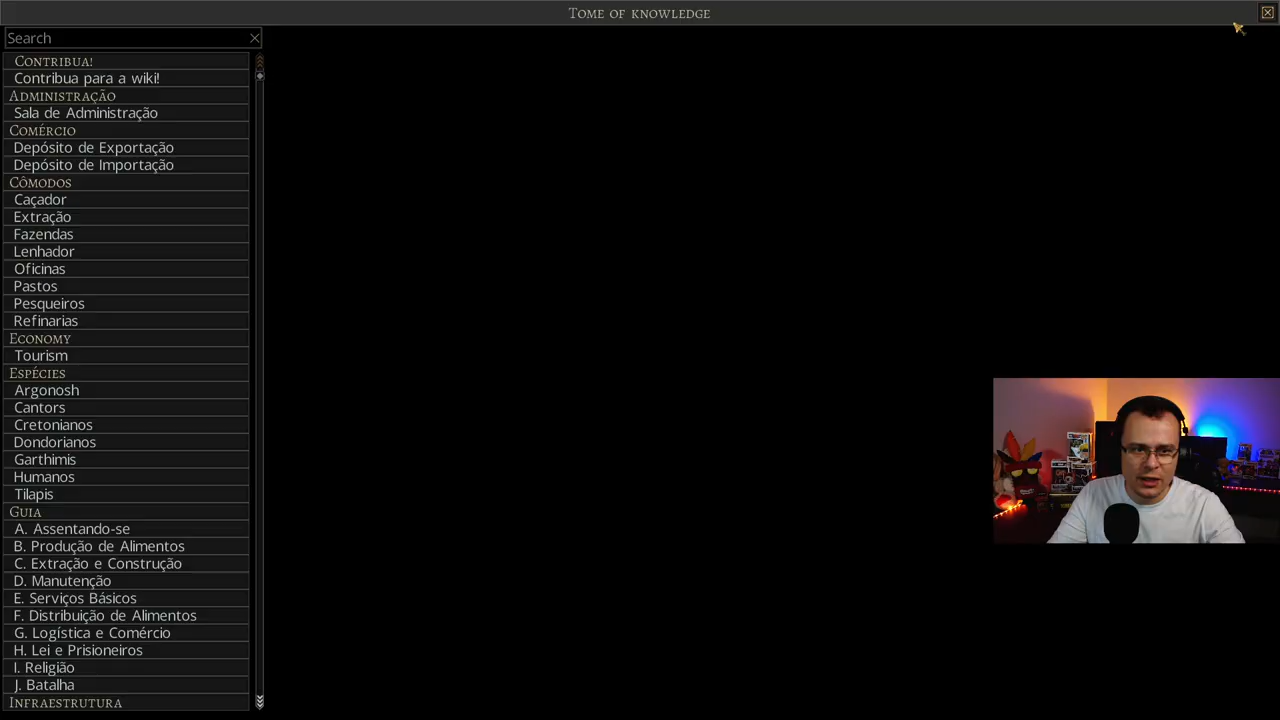 Tome of knowledge
Search
Contribua!
Contribua para a wiki!
Administração
Sala de Administração
Comércio
Depósito de Exportação
Depósito de Importação
Cômodos
Caçador
Extração
Fazendas
Lenhador
Oficinas
Pastos
Pesqueiros
Refinarias
Economy
Tourism
Espécies
Argonosh
Cantors
Cretonianos
Dondorianos
Garthimis
Humanos
Tilapis
Guia
A. Assentando-se
B. Produção de Alimentos
C. Extração e Construção
D. Manutenção
E. Serviços Básicos
F. Distribuição de Alimentos
G. Logística e Comércio
H. Lei e Prisioneiros
I. Religião
J. Batalha
Infraestrutura